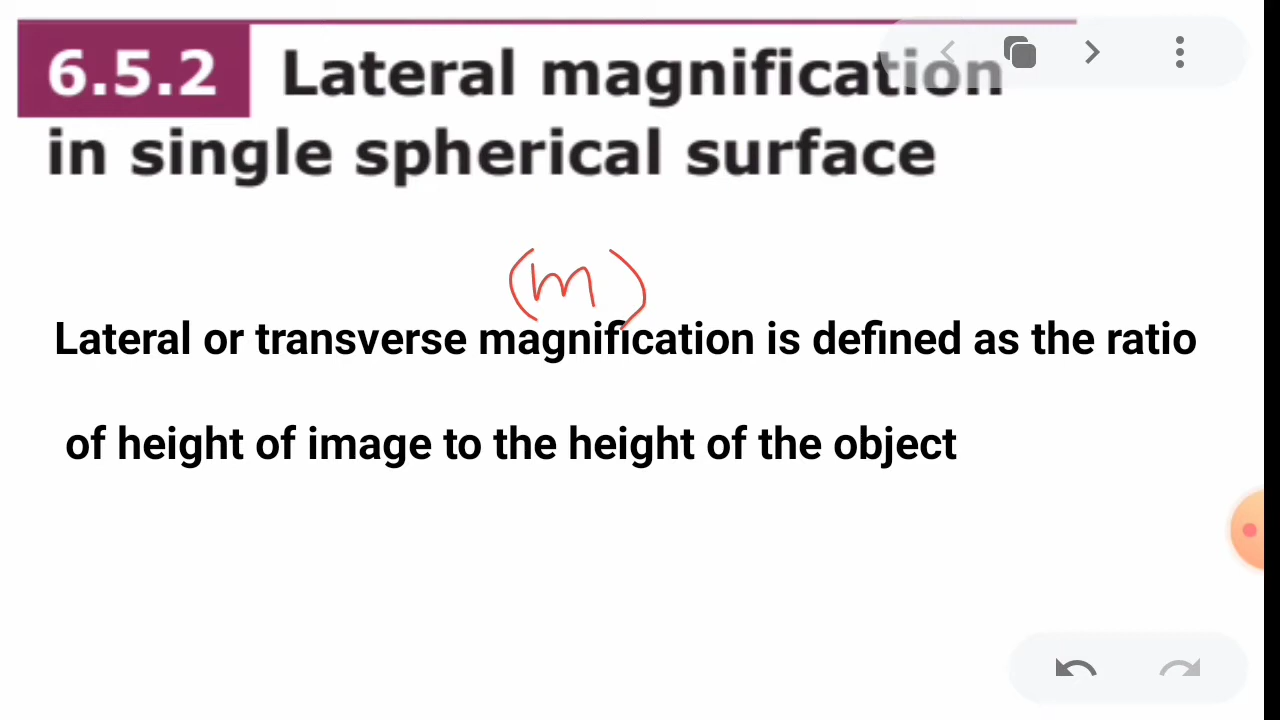 6.5.2 Lateral magnification
in single spherical surface
(m)
Lateral or transverse magnification is defined as the ratio
of height of image to the height of the object